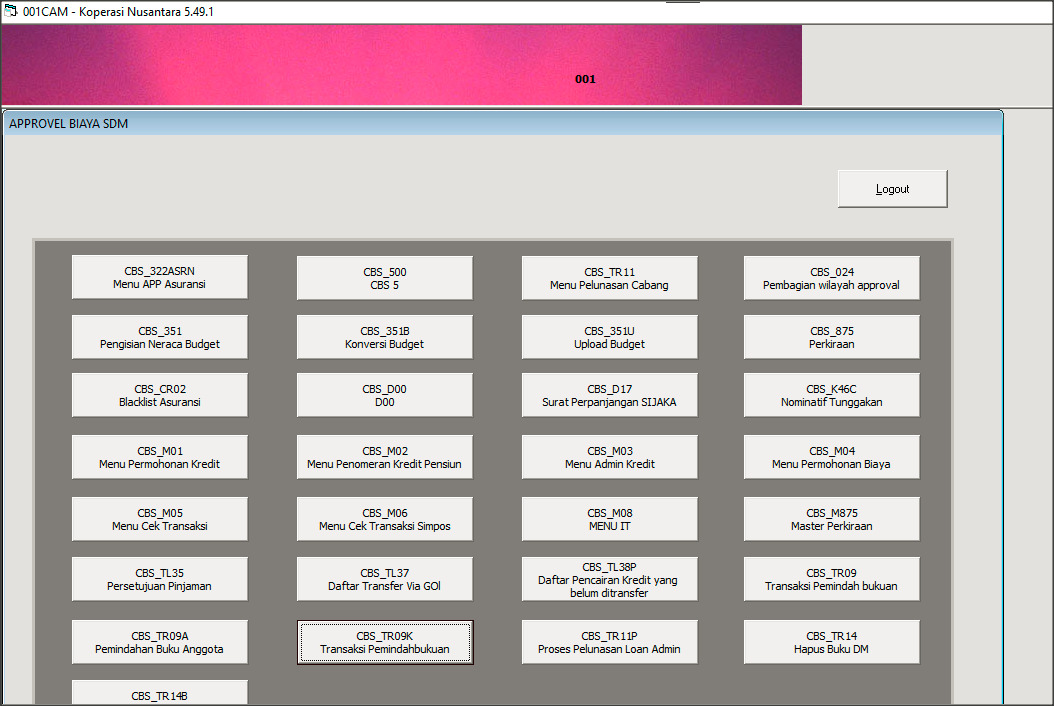 001CAM - Koperasi Nusantara 5.49.1
001
APPROVEL BIAYA SDM
Logout
CBS_322ASRN
Menu APP Asuransi
CBS_500
CBS 5
CBS_TR11
Menu Pelunasan Cabang
CBS_024
Pembagian wilayah approval
CBS_351
Pengisian Neraca Budget
CBS_351B
Konversi Budget
CBS_351U
Upload Budget
CBS_875
Perkiraan
CBS_CR02
Blacklist Asuransi
CBS_D00
D00
CBS_D17
Surat Perpanjangan SIJAKA
CBS_K46C
Nominatif Tunggakan
CBS_M01
Menu Permohonan Kredit
CBS_M02
Menu Penomeran Kredit Pensiun
CBS_M03
Menu Admin Kredit
CBS_M04
Menu Permohonan Biaya
CBS_M05
Menu Cek Transaksi
CBS_M06
Menu Cek Transaksi Simpos
CBS_M08
MENU IT
CBS_M875
Master Perkiraan
CBS_TL35
Persetujuan Pinjaman
CBS_TL37
Daftar Transfer Via GOl
CBS_TL38P
Daftar Pencairan Kredit yang
belum ditransfer
CBS_TR09
Transaksi Pemindah bukuan
CBS_TR09A
Pemindahan Buku Anggota
CBS_TR09K
Transaksi Pemindahbukuan
CBS_TR11P
Proses Pelunasan Loan Admin
CBS_TR14
Hapus Buku DM
CBS_TR14B